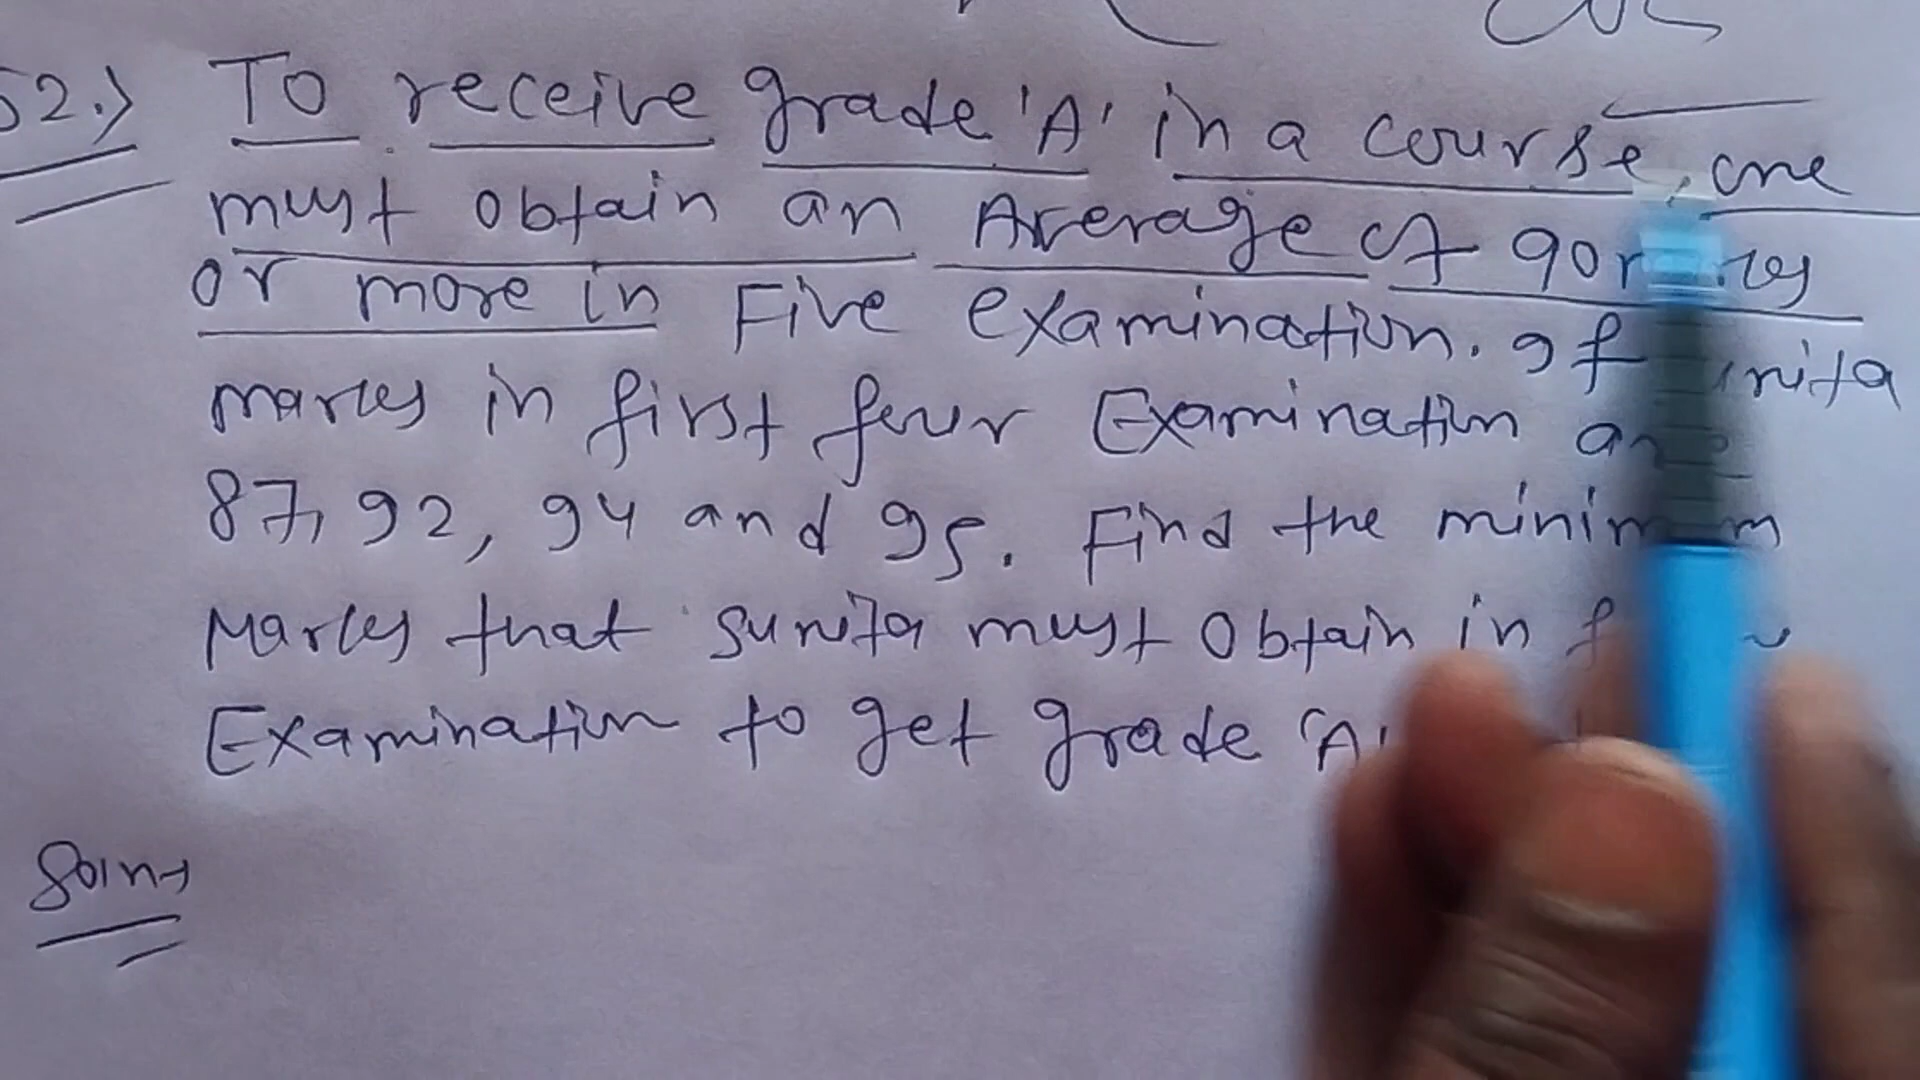 52.) To receive grade 'A' in a course, one
must obtain an Average of 90
or more in Five examination. If
marks in first four Examination are
87, 92, 94 and 95. Find the
Marks that sunita must obtain in
Examination to get grade 'A'
Soln→